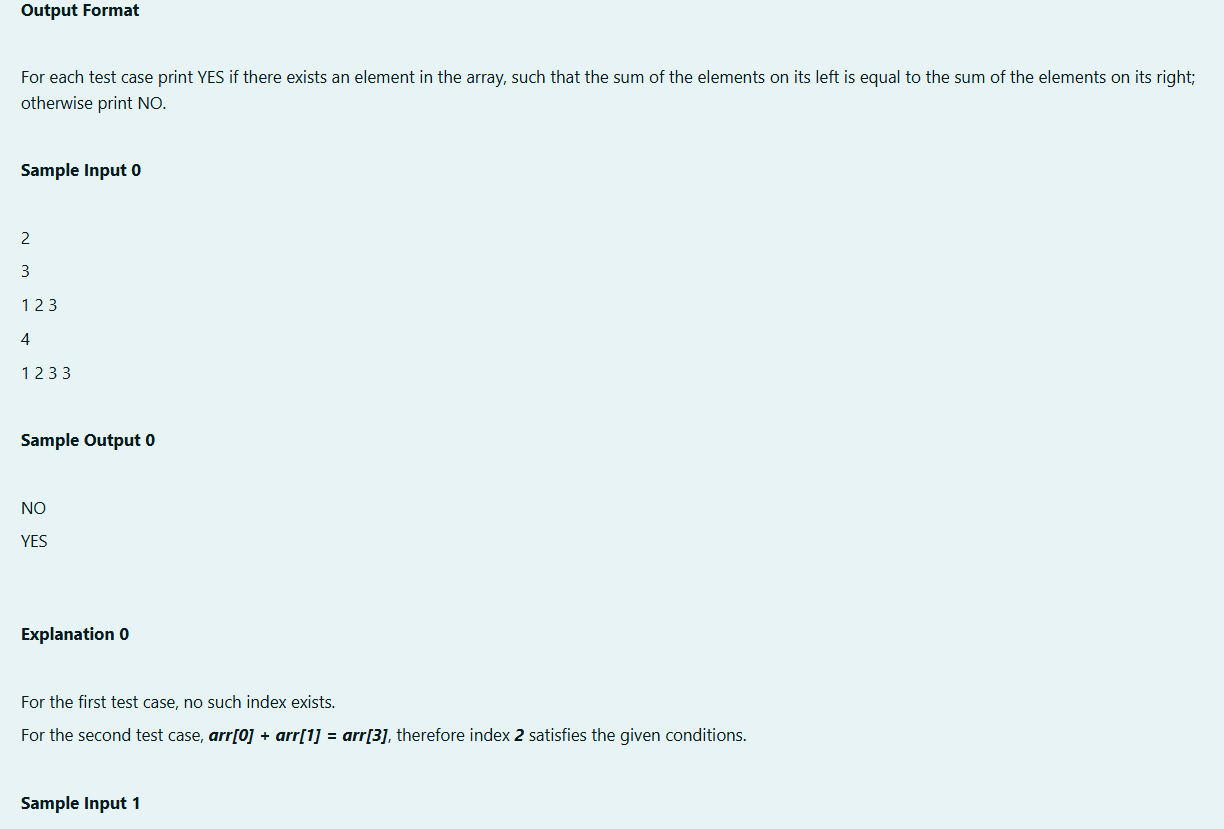 Output Format
For each test case print YES if there exists an element in the array, such that the sum of the elements on its left is equal to the sum of the elements on its right;
otherwise print NO.
Sample Input 0
2
3
1 2 3
4
1 2 3 3
Sample Output 0
NO
YES
Explanation 0
For the first test case, no such index exists.
For the second test case, arr[0] + arr[1] = arr[3], therefore index 2 satisfies the given conditions.
Sample Input 1